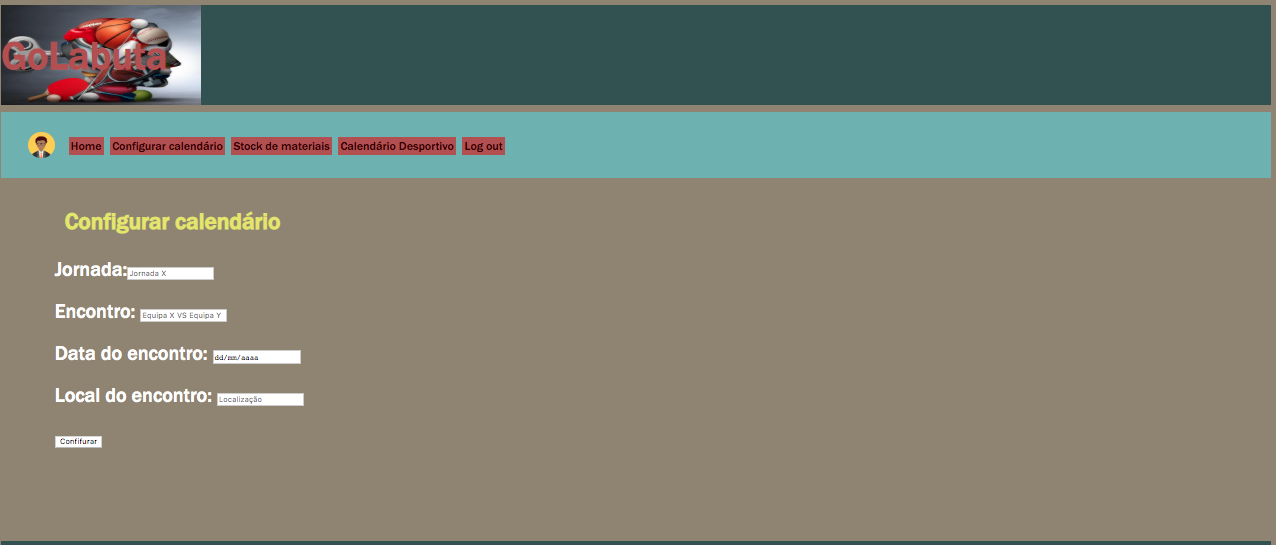 GoLabuta
Home Configurar calendário Stock de materiais Calendário Desportivo Log out
Configurar calendário
Jornada: Jornada X
Encontro: Equipa X VS Equipa Y
Data do encontro: dd/mm/aaaa
Local do encontro: Localização
Confifurar